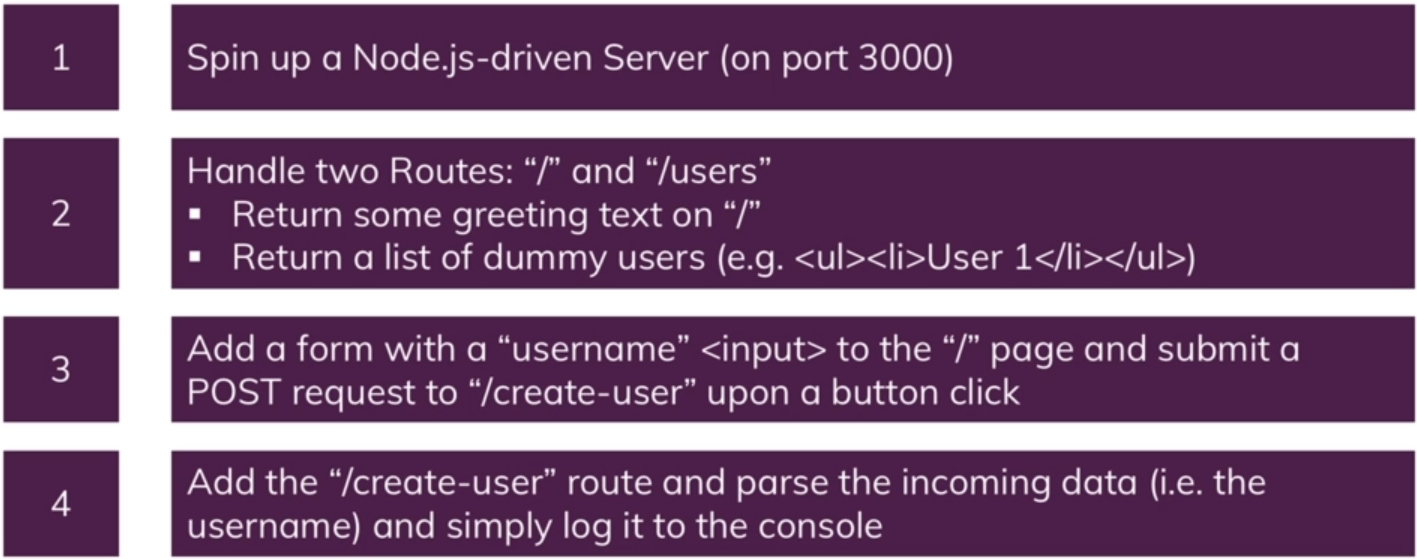 1
Spin up a Node.js-driven Server (on port 3000)
2
Handle two Routes: “/” and “/users”
▪ Return some greeting text on “/”
▪ Return a list of dummy users (e.g. <ul><li>User 1</li></ul>)
3
Add a form with a “username” <input> to the “/” page and submit a
POST request to “/create-user” upon a button click
4
Add the “/create-user” route and parse the incoming data (i.e. the
username) and simply log it to the console